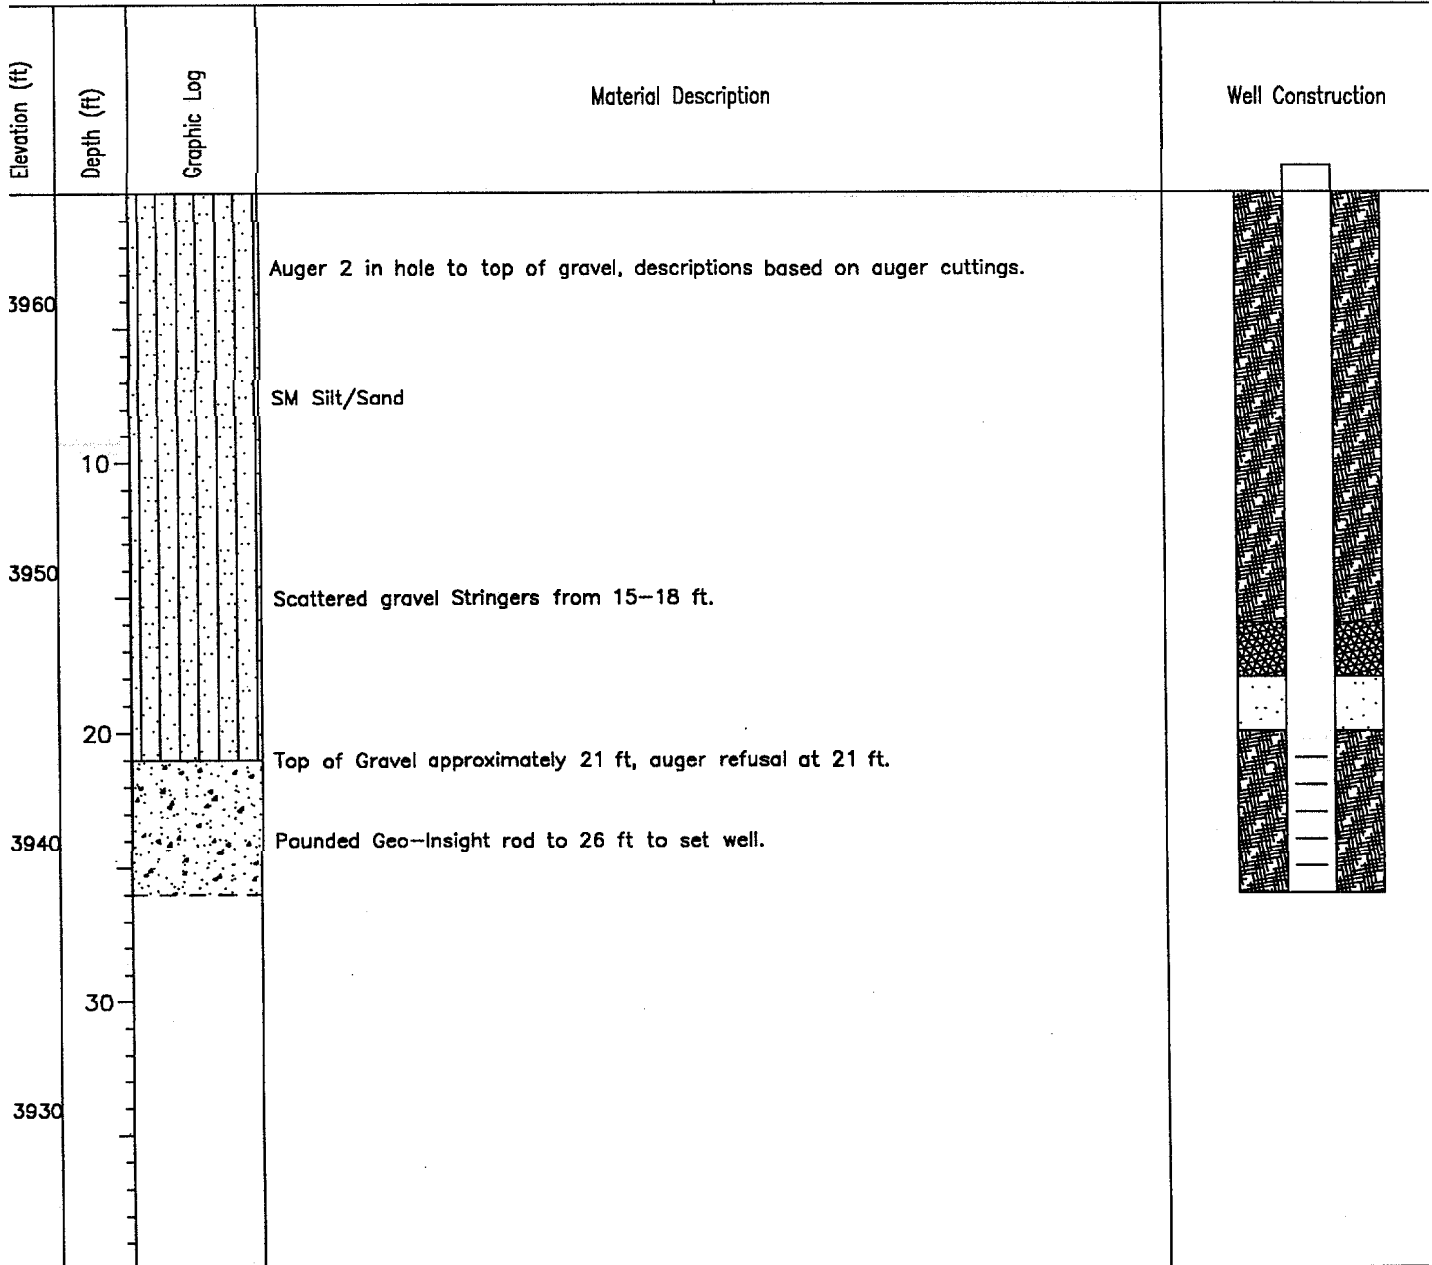 Elevation (ft)
Depth (ft)
Graphic Log
Material Description
Well Construction
Auger 2 in hole to top of gravel, descriptions based on auger cuttings.
3960
SM Silt/Sand
10
3950
Scattered gravel Stringers from 15-18 ft.
20
Top of Gravel approximately 21 ft, auger refusal at 21 ft.
3940
Pounded Geo-Insight rod to 26 ft to set well.
30
3930